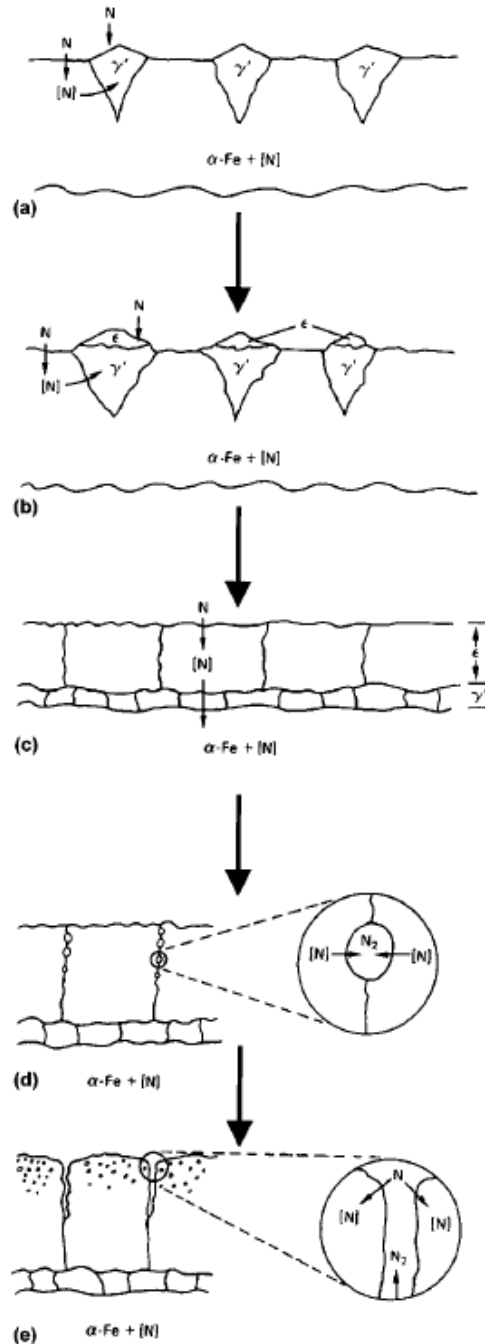 N
N
γ′ γ′ γ′
[N]
α-Fe + [N]
(a)
N
ϵ
N ϵ
[N] γ′ γ′ γ′
α-Fe + [N]
(b)
N
[N] ϵ
γ′
(c) α-Fe + [N]
[N] N₂ [N]
(d) α-Fe + [N]
N
[N] [N]
N₂
(e) α-Fe + [N]